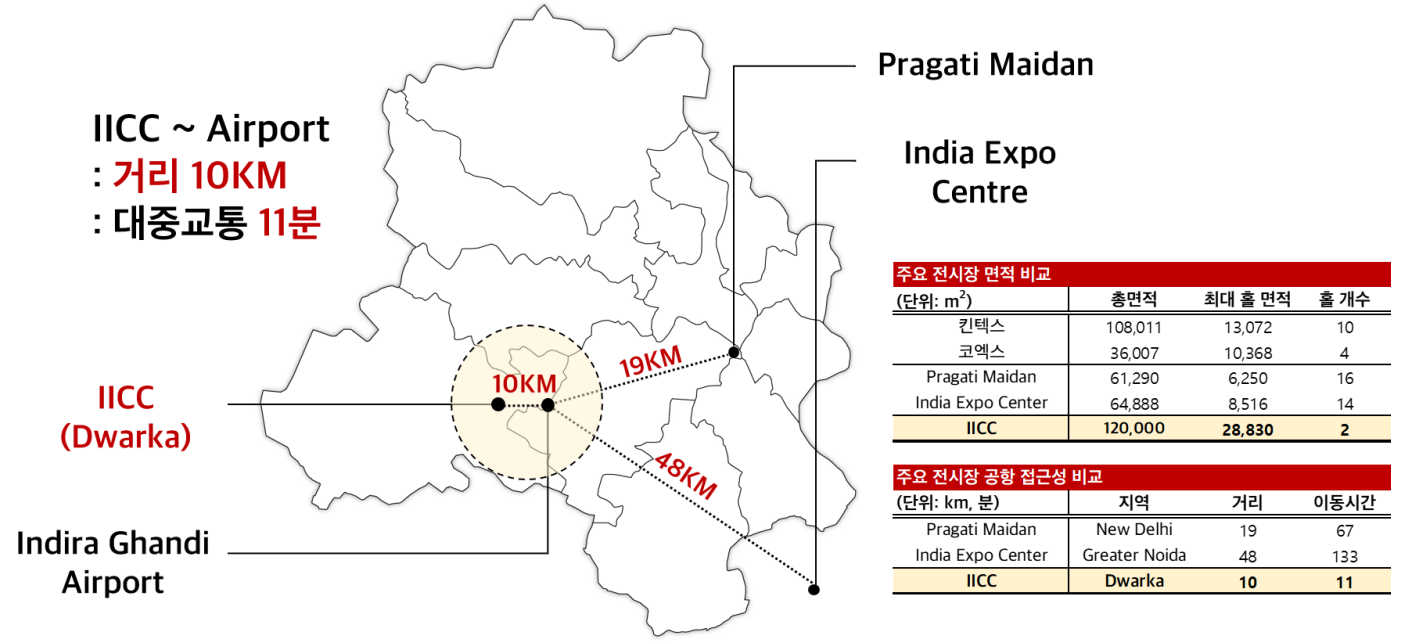 Pragati Maidan
India Expo
Centre
IICC ~ Airport
: 거리 10KM
: 대중교통 11분
19KM
10KM
48KM
IICC
(Dwarka)
Indira Ghandi
Airport
주요 전시장 면적 비교
(단위: m²) 총면적 최대 홀 면적 홀 개수
킨텍스 108,011 13,072 10
코엑스 36,007 10,368 4
Pragati Maidan 61,290 6,250 16
India Expo Center 64,888 8,516 14
IICC 120,000 28,830 2
주요 전시장 공항 접근성 비교
(단위: km, 분) 지역 거리 이동시간
Pragati Maidan New Delhi 19 67
India Expo Center Greater Noida 48 133
IICC Dwarka 10 11